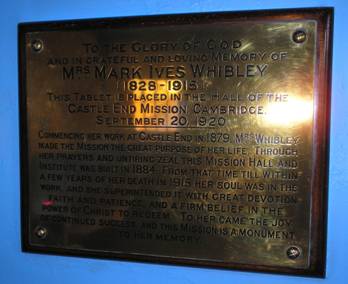 TO THE GLORY OF GOD
AND IN GRATEFUL AND LOVING MEMORY OF
MRS MARK IVES WHIBLEY
(1828-1915)
THIS TABLET IS PLACED IN THE HALL OF THE
CASTLE END MISSION, CAMBRIDGE.
SEPTEMBER 20, 1920.
COMMENCING HER WORK AT CASTLE END IN 1879, MRS WHIBLEY
MADE THE MISSION THE GREAT PURPOSE OF HER LIFE. THROUGH
HER PRAYERS AND UNTIRING ZEAL THIS MISSION HALL AND
INSTITUTE WAS BUILT IN 1884. FROM THAT TIME TILL WITHIN
A FEW YEARS OF HER DEATH IN 1915 HER SOUL WAS IN THE
WORK, AND SHE SUPERINTENDED IT WITH GREAT DEVOTION
FAITH AND PATIENCE, AND A FIRM BELIEF IN THE
POWER OF CHRIST TO REDEEM. TO HER CAME THE JOY
OF CONTINUED SUCCESS, AND THIS MISSION IS A MONUMENT
TO HER MEMORY.